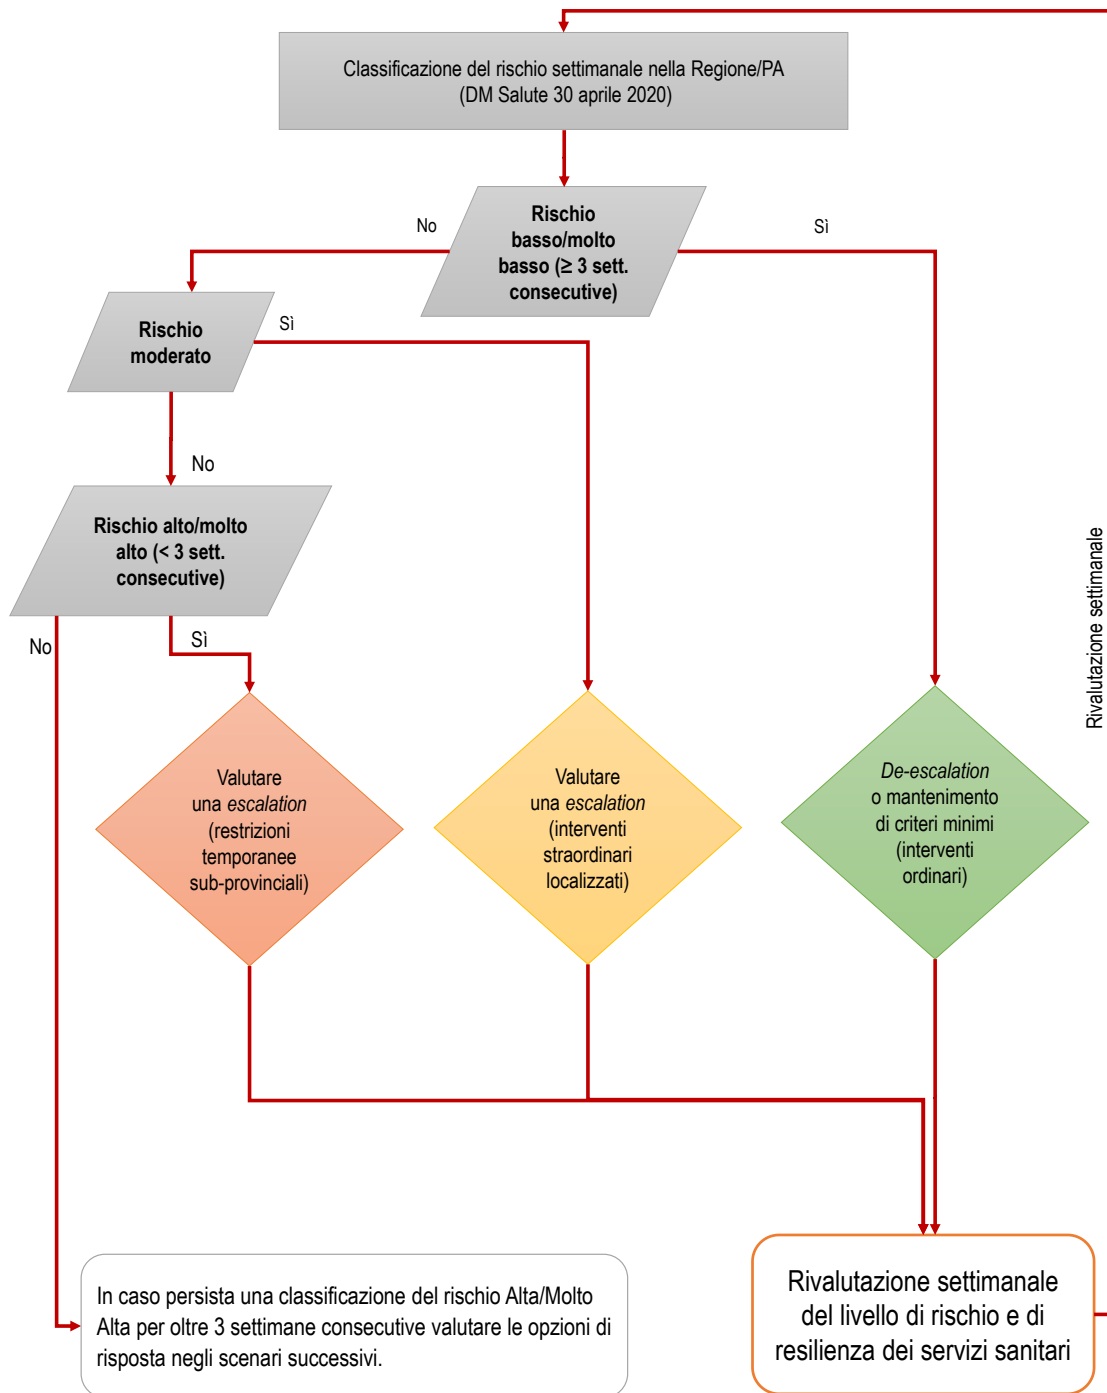 Classificazione del rischio settimanale nella Regione/PA
(DM Salute 30 aprile 2020)
Rischio
basso/molto
basso (≥ 3 sett.
consecutive)
No
Sì
Rischio
moderato
Sì
No
Rischio alto/molto
alto (< 3 sett.
consecutive)
No
Sì
Valutare
una escalation
(restrizioni
temporanee
sub-provinciali)
Valutare
una escalation
(interventi
straordinari
localizzati)
De-escalation
o mantenimento
di criteri minimi
(interventi
ordinari)
Rivalutazione settimanale
In caso persista una classificazione del rischio Alta/Molto
Alta per oltre 3 settimane consecutive valutare le opzioni di
risposta negli scenari successivi.
Rivalutazione settimanale
del livello di rischio e di
resilienza dei servizi sanitari